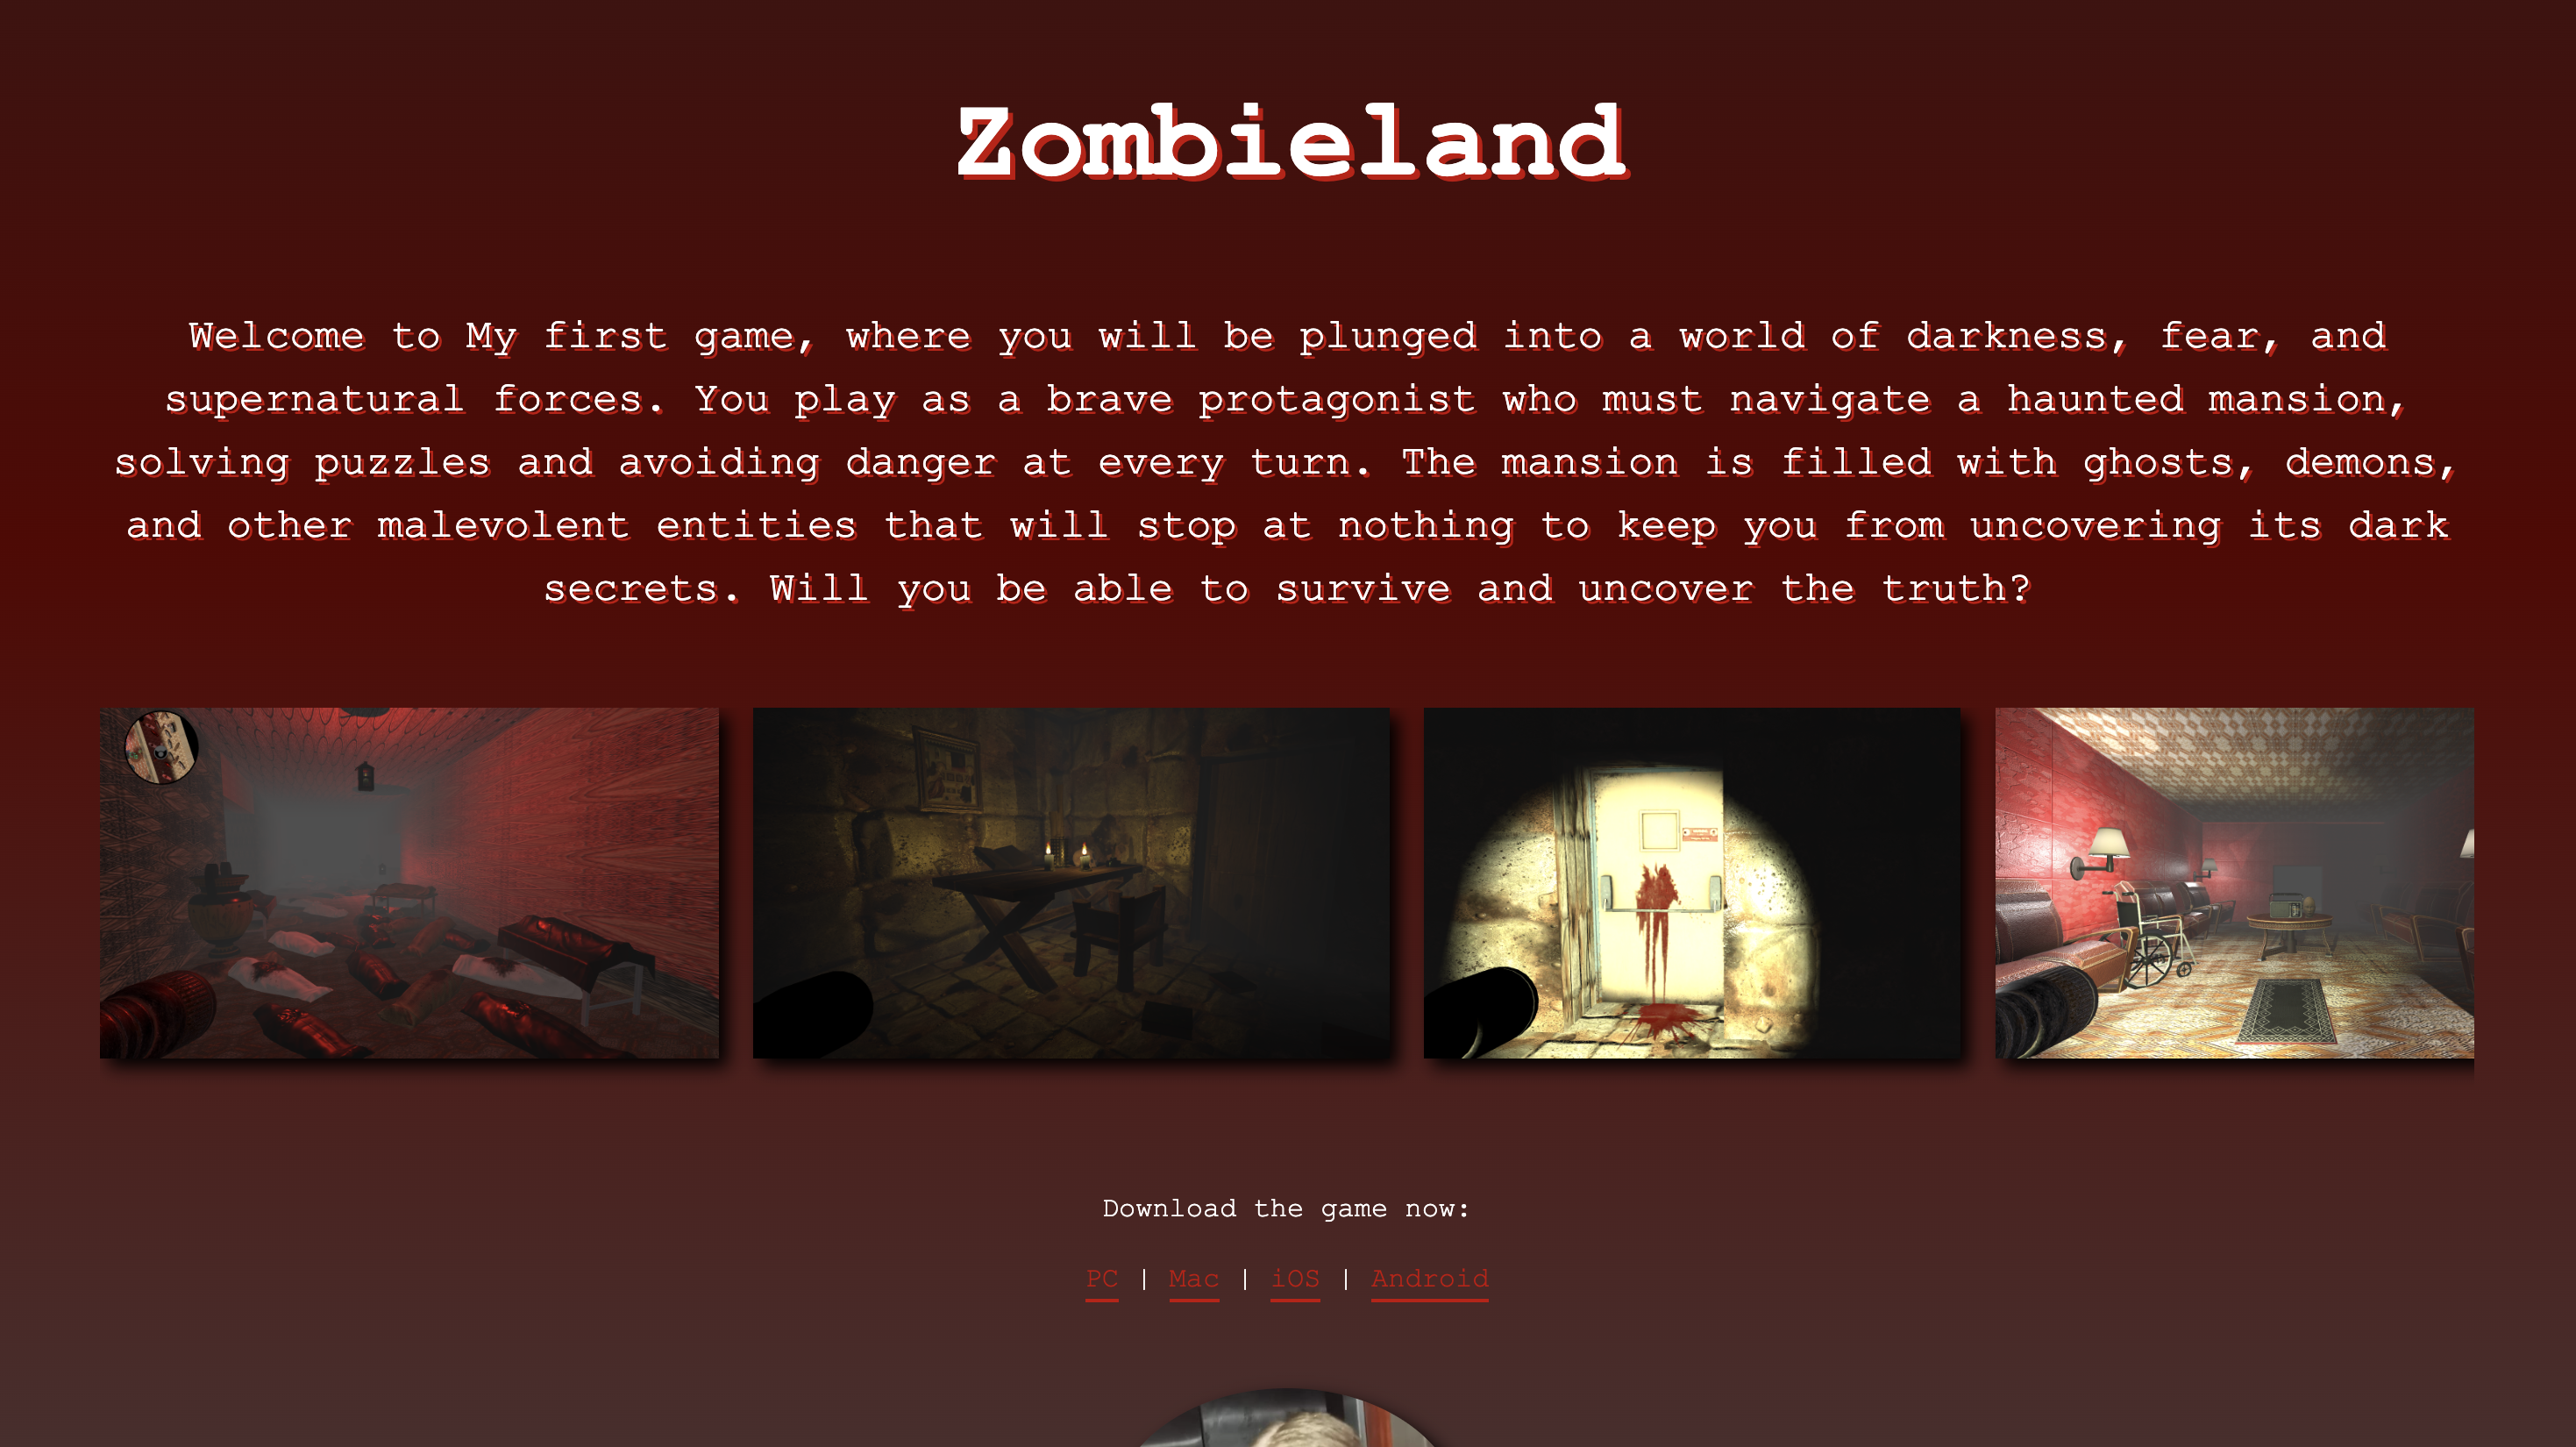 Zombieland
Welcome to My first game, where you will be plunged into a world of darkness, fear, and
supernatural forces. You play as a brave protagonist who must navigate a haunted mansion,
solving puzzles and avoiding danger at every turn. The mansion is filled with ghosts, demons,
and other malevolent entities that will stop at nothing to keep you from uncovering its dark
secrets. Will you be able to survive and uncover the truth?
Download the game now:
PC | Mac | iOS | Android